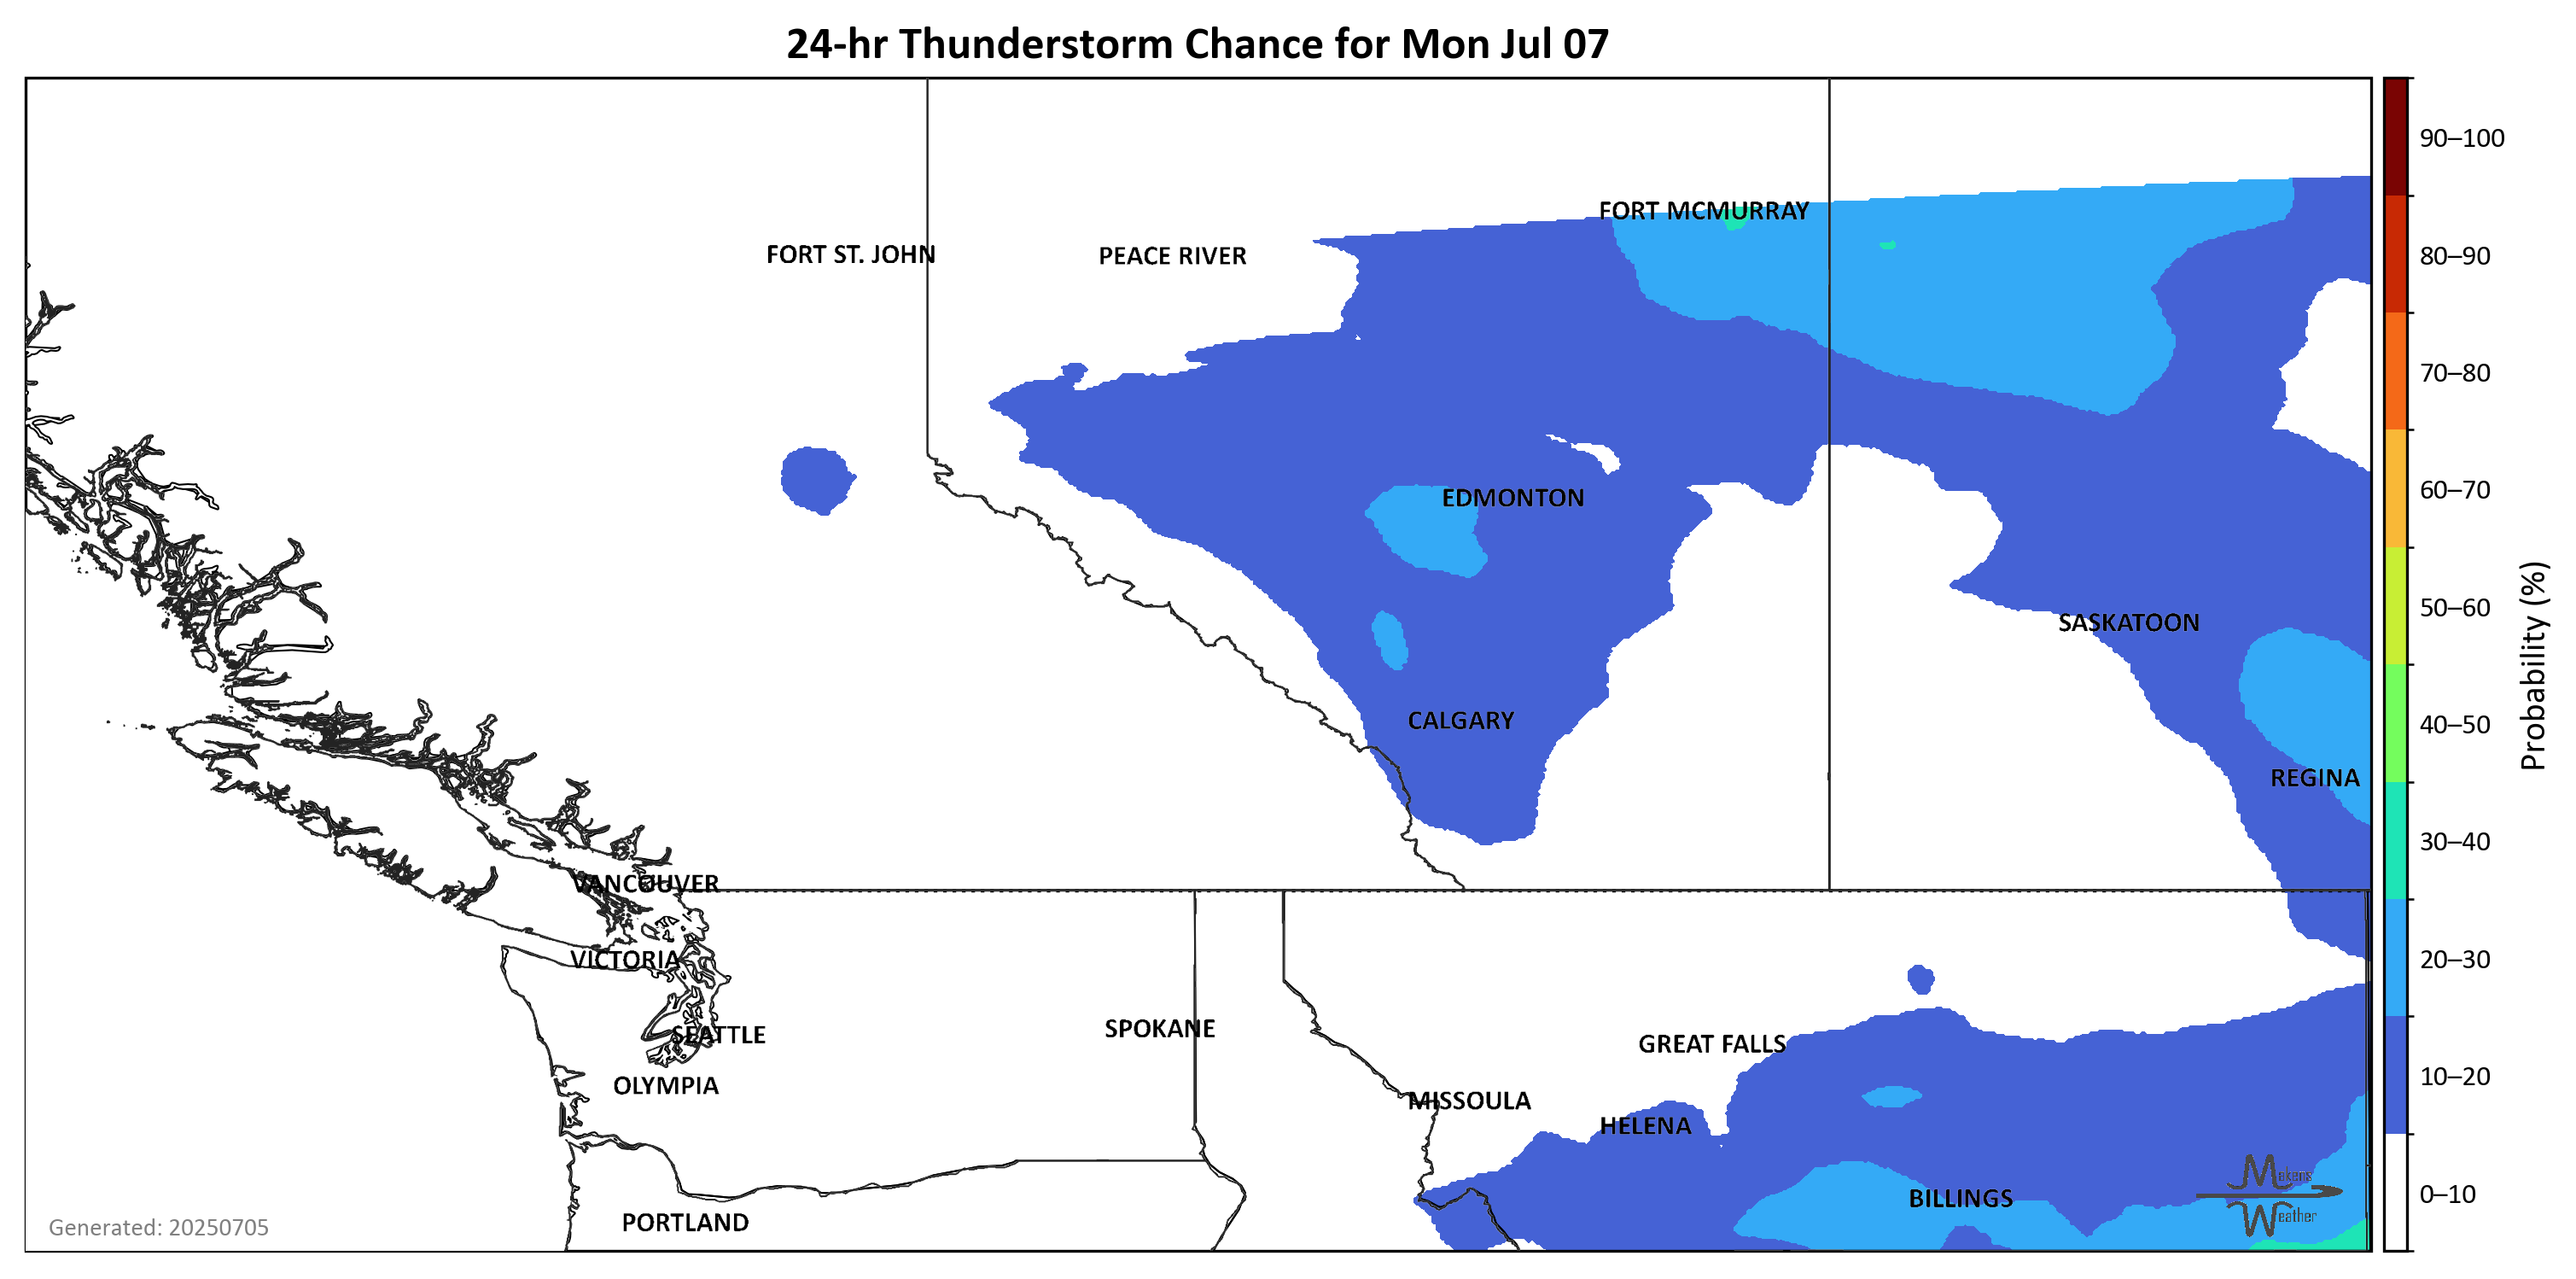 24-hr Thunderstorm Chance for Mon Jul 07
FORT MCMURRAY
FORT ST. JOHN
PEACE RIVER
EDMONTON
SASKATOON
CALGARY
REGINA
VANCOUVER
VICTORIA
SPOKANE
SEATTLE
GREAT FALLS
OLYMPIA
MISSOULA
HELENA
BILLINGS
PORTLAND
Mekens
Weather
Generated: 20250705
90–100
80–90
70–80
60–70
50–60
40–50
30–40
20–30
10–20
0–10
Probability (%)